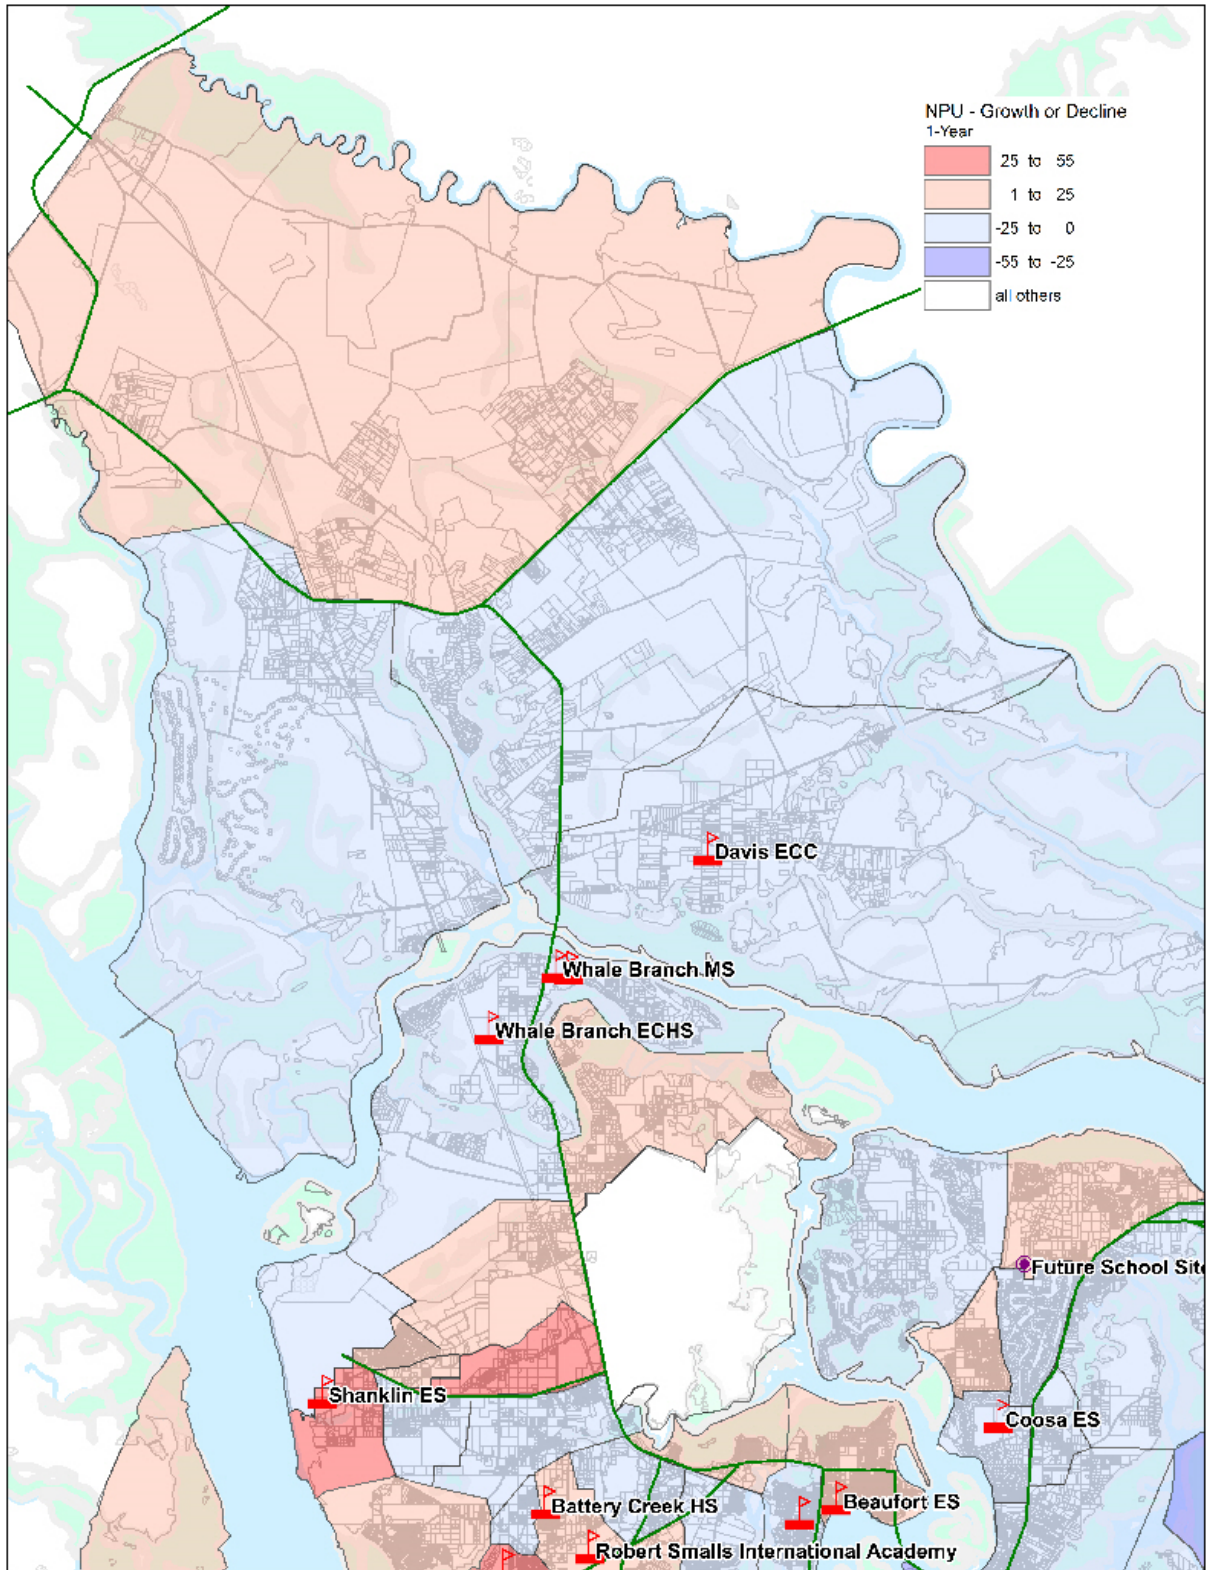 NPU - Growth or Decline
1-Year
25 to 55
1 to 25
-25 to 0
-55 to -25
all others
Davis ECC
Whale Branch MS
Whale Branch ECHS
Future School Site
Shanklin ES
Coosa ES
Battery Creek HS
Beaufort ES
Robert Smalls International Academy